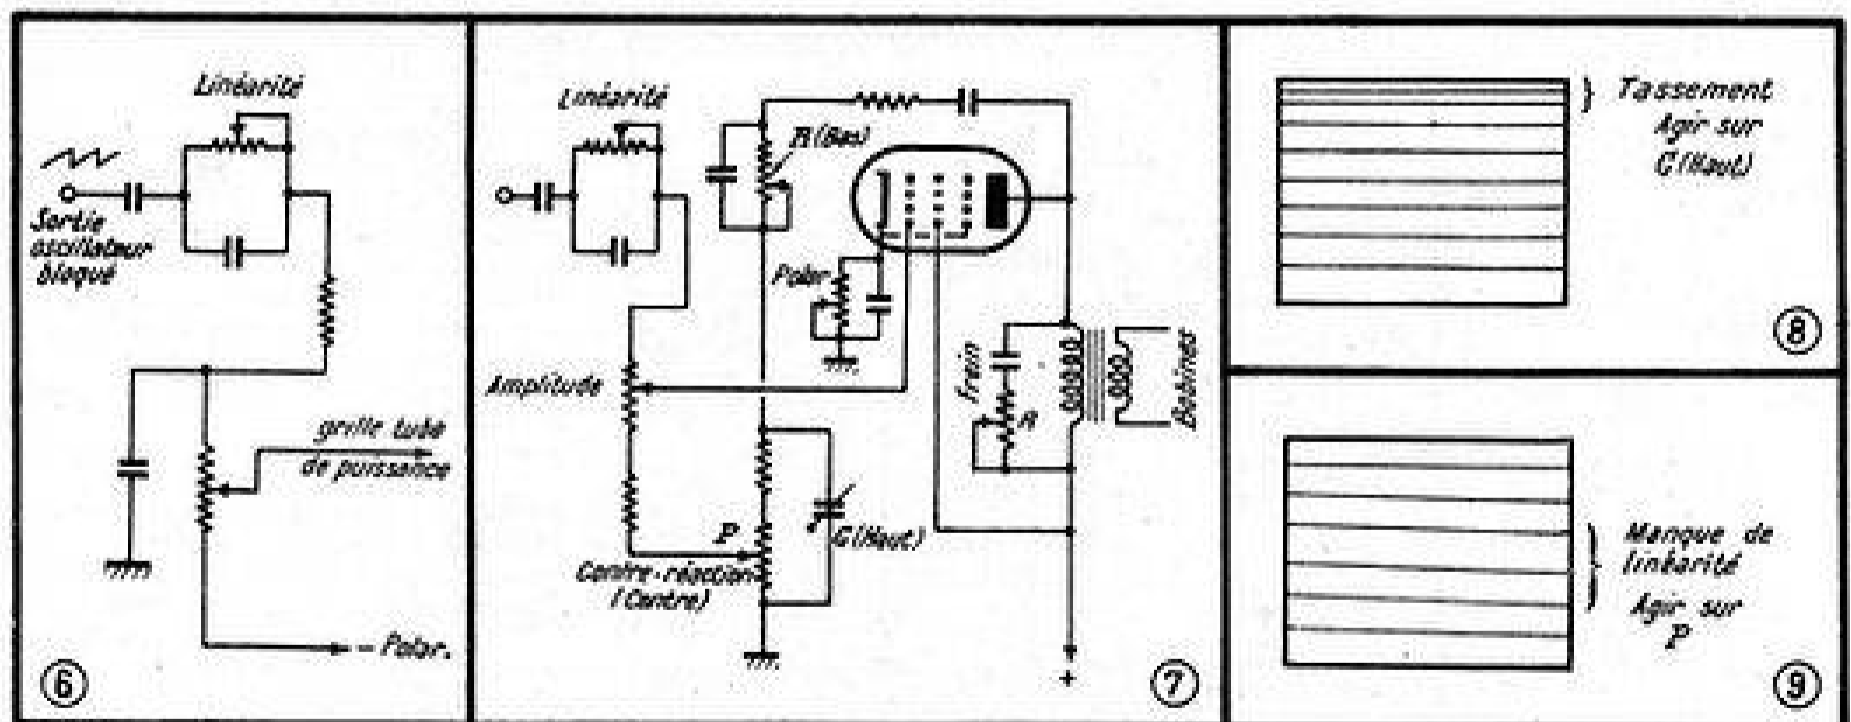 Linéarité
Sortie
oscillateur
bloqué
grille tube
de puissance
- Polar.
6
Linéarité
R (Bas)
Polar
Amplitude
Frein
R
Bobines
P
C (Haut)
Contre-réaction
(Centre)
+
7
Tassement
Agir sur
C (Haut)
8
Manque de
linéarité
Agir sur
P
9